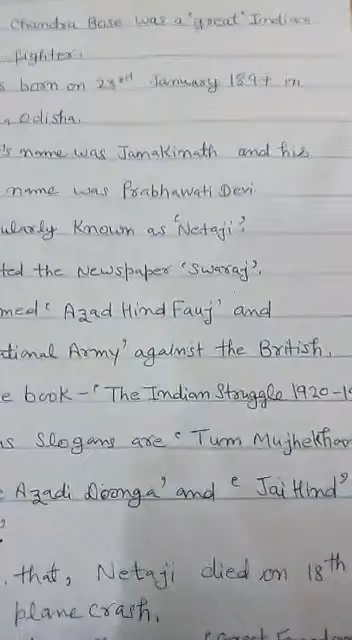 Chandra Bose was a 'great' Indian
fighter.
s born on 23rd January 1897 in
, Odisha.
's name was Jamakinath and his
name was Prabhawati Devi
ularly Known as 'Netaji'.
ted the Newspaper 'Swaraj'.
med 'Azad Hind Fauj' and
tional Army' against the British.
e book - 'The Indian Struggle 1920-19
s Slogans are 'Tum Mujhe Khoo
Azadi Doonga' and 'Jai Hind'
that, Netaji died on 18th
plane crash.